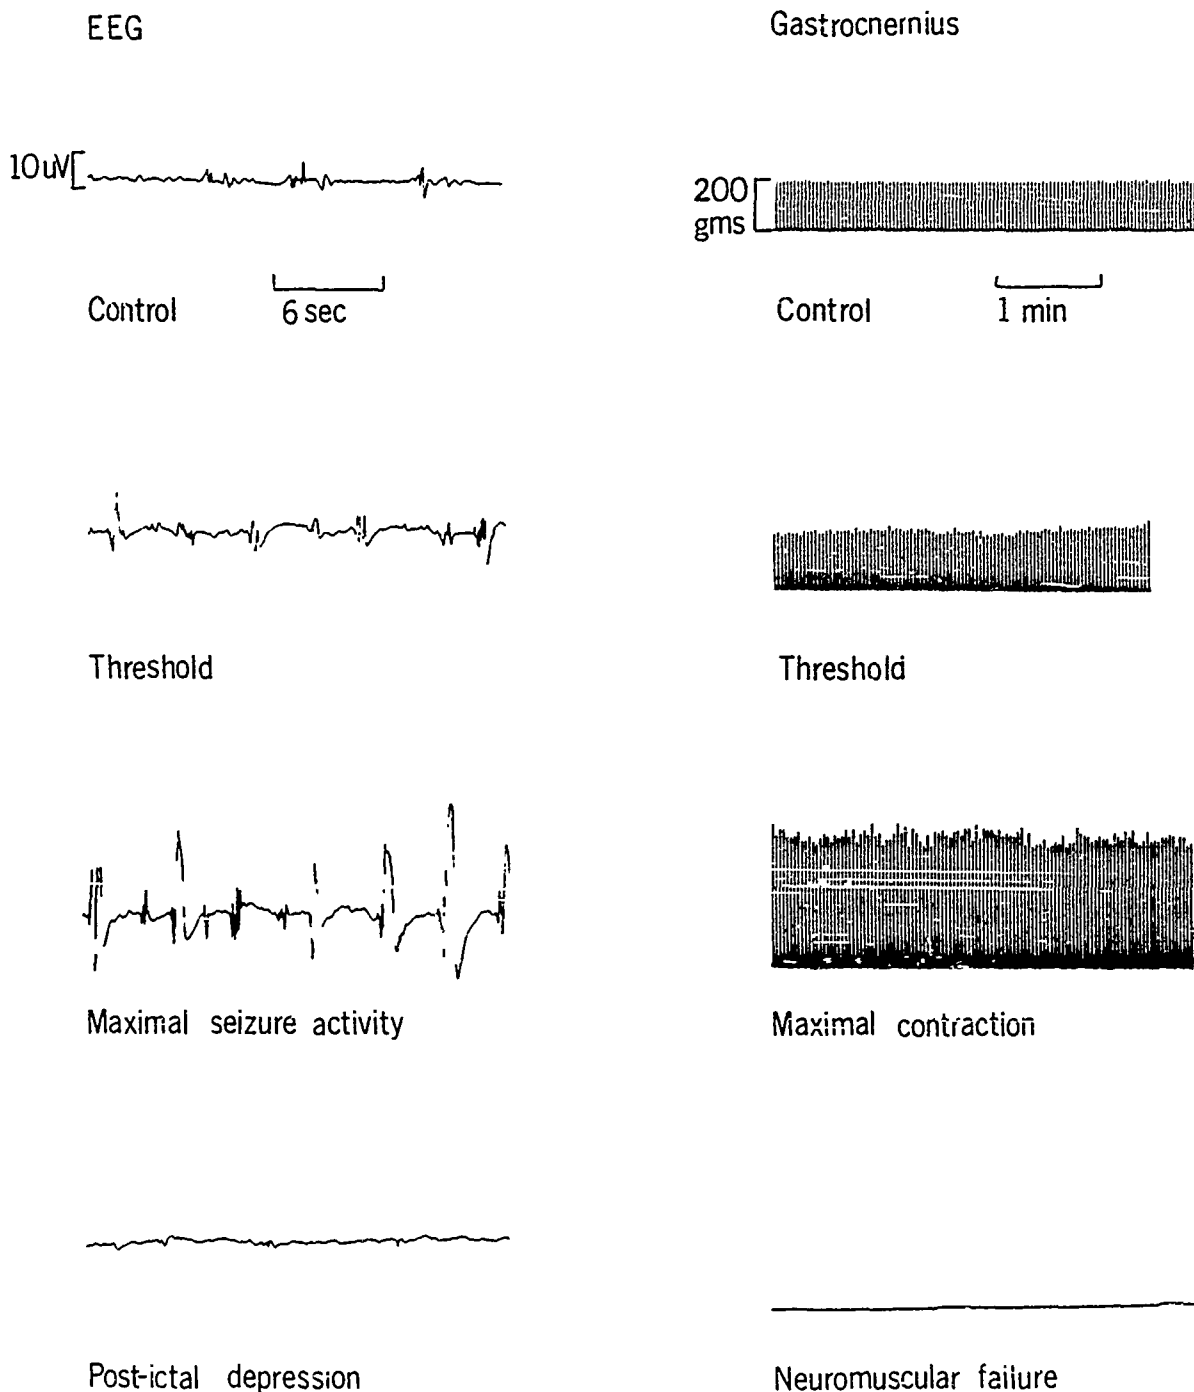 EEG
Gastrocnernius
10uV
200
gms
Control
6 sec
Control
1 min
Threshold
Threshold
Maximal seizure activity
Maximal contraction
Post-ictal depression
Neuromuscular failure